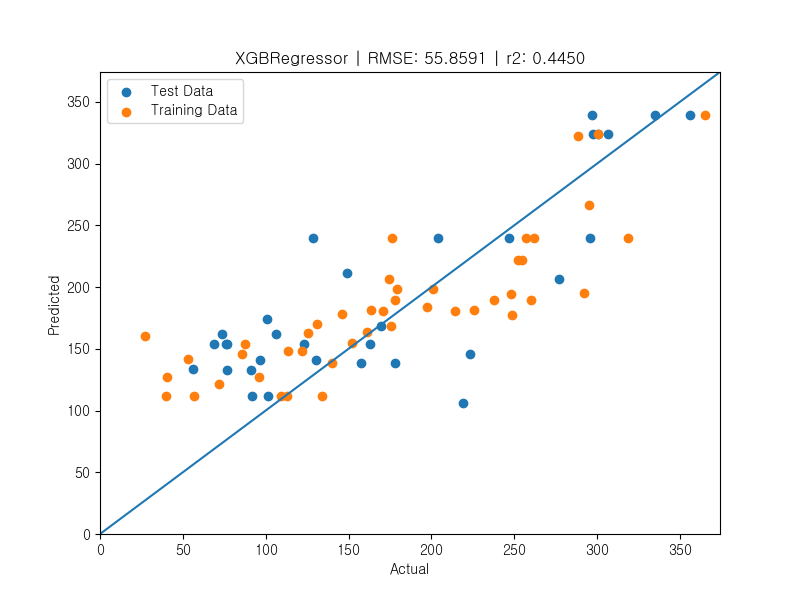 XGBRegressor | RMSE: 55.8591 | r2: 0.4450
Test Data
Training Data
350
300
250
200
150
100
50
0
Predicted
0 50 100 150 200 250 300 350
Actual